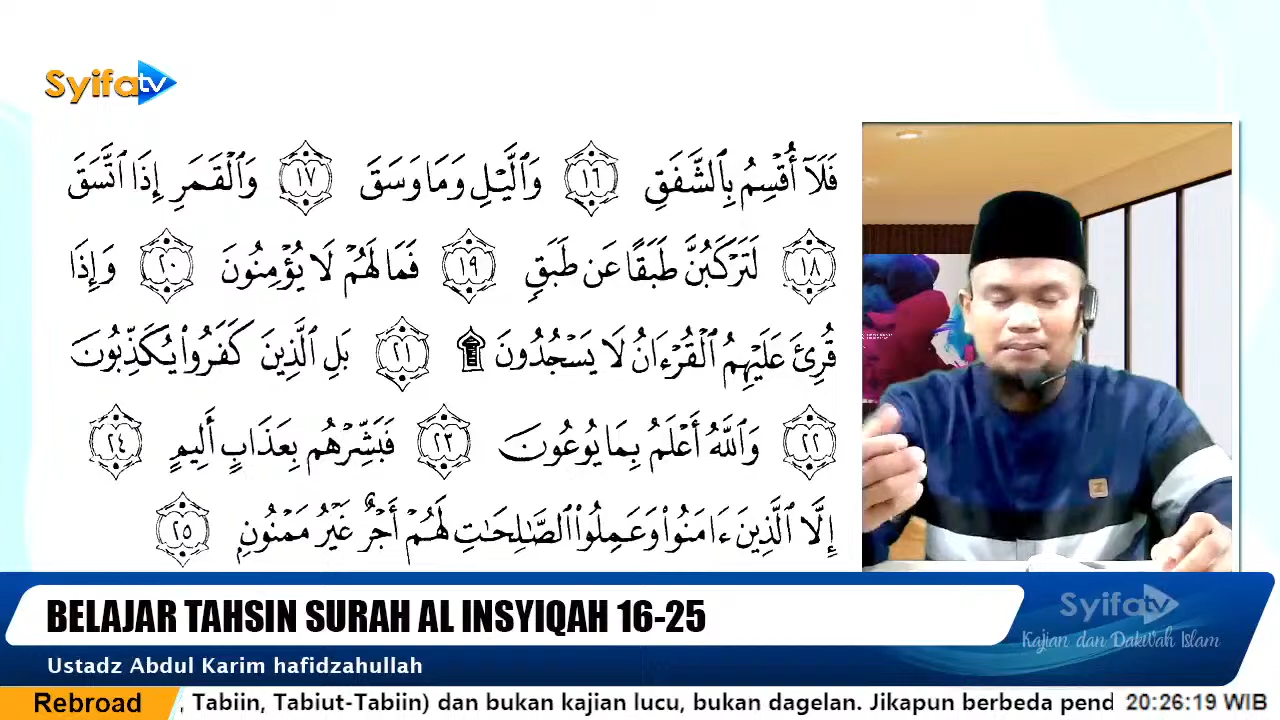 Syifa tv
فَلَآ أُقْسِمُ بِٱلشَّفَقِ ١٦ وَٱلَّيْلِ وَمَا وَسَقَ ١٧ وَٱلْقَمَرِ إِذَا ٱتَّسَقَ
١٨ لَتَرْكَبُنَّ طَبَقًا عَن طَبَقٍ ١٩ فَمَا لَهُمْ لَا يُؤْمِنُونَ ٢٠ وَإِذَا
قُرِئَ عَلَيْهِمُ ٱلْقُرْءَانُ لَا يَسْجُدُونَ ۩ ٢١ بَلِ ٱلَّذِينَ كَفَرُوا۟ يُكَذِّبُونَ
٢٢ وَٱللَّهُ أَعْلَمُ بِمَا يُوعُونَ ٢٣ فَبَشِّرْهُم بِعَذَابٍ أَلِيمٍ ٢٤
إِلَّا ٱلَّذِينَ ءَامَنُوا۟ وَعَمِلُوا۟ ٱلصَّٰلِحَٰتِ لَهُمْ أَجْرٌ غَيْرُ مَمْنُونٍۭ ٢٥
BELAJAR TAHSIN SURAH AL INSYIQAH 16-25
Syifa tv
Kajian dan Dakwah Islam
Ustadz Abdul Karim hafidzahullah
Rebroad , Tabiin, Tabiut-Tabiin) dan bukan kajian lucu, bukan dagelan. Jikapun berbeda pend 20:26:19 WIB